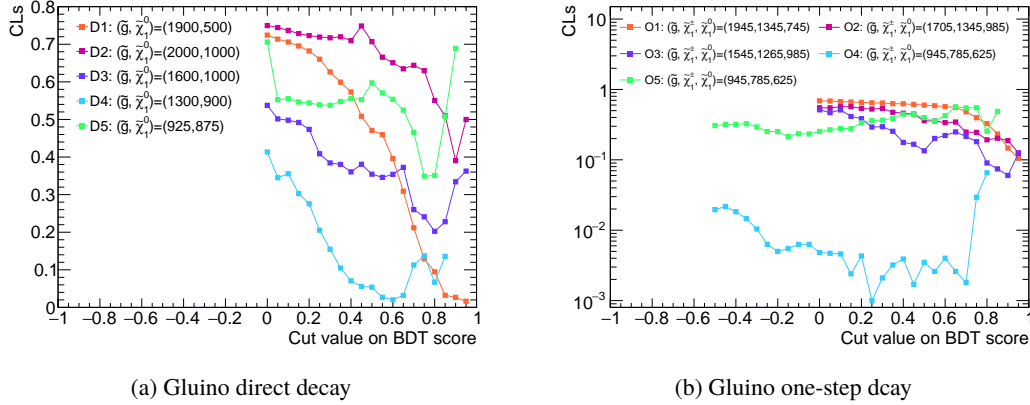 CLs
0.8
0.7
0.6
0.5
0.4
0.3
0.2
0.1
0
D1: (g̃, χ̃₁⁰)=(1900,500)
D2: (g̃, χ̃₁⁰)=(2000,1000)
D3: (g̃, χ̃₁⁰)=(1600,1000)
D4: (g̃, χ̃₁⁰)=(1300,900)
D5: (g̃, χ̃₁⁰)=(925,875)
−1 −0.8 −0.6 −0.4 −0.2 0 0.2 0.4 0.6 0.8 1
Cut value on BDT score
(a) Gluino direct decay
CLs
10
1
10⁻¹
10⁻²
10⁻³
O1: (g̃, χ̃₁±, χ̃₁⁰)=(1945,1345,745) O2: (g̃, χ̃₁±, χ̃₁⁰)=(1705,1345,985)
O3: (g̃, χ̃₁±, χ̃₁⁰)=(1545,1265,985) O4: (g̃, χ̃₁±, χ̃₁⁰)=(945,785,625)
O5: (g̃, χ̃₁±, χ̃₁⁰)=(945,785,625)
−1 −0.8 −0.6 −0.4 −0.2 0 0.2 0.4 0.6 0.8 1
Cut value on BDT score
(b) Gluino one-step dcay